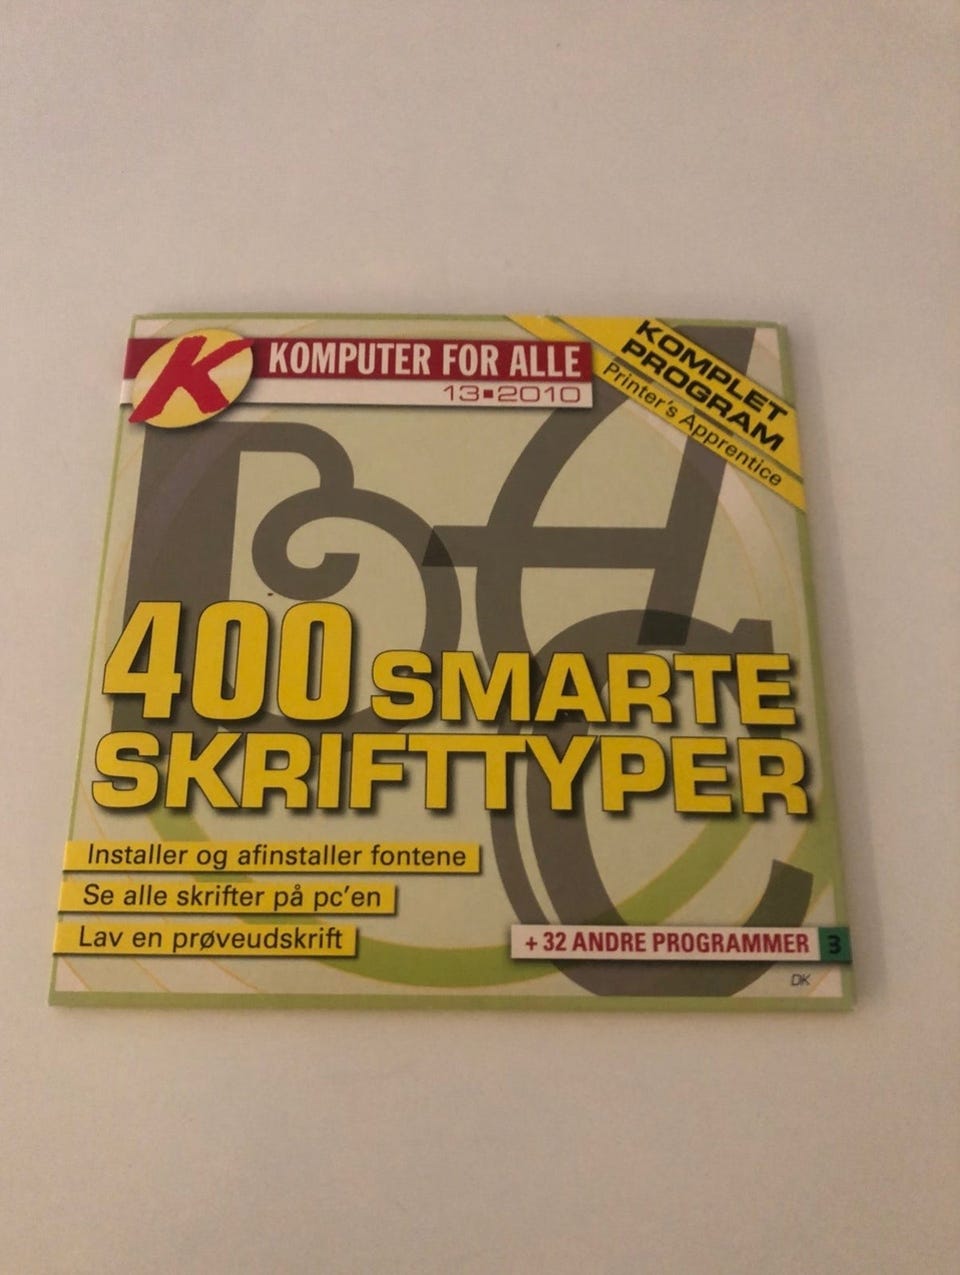 K
KOMPUTER FOR ALLE
13▪2010
KOMPLET
PROGRAM
Printer's Apprentice
BAC
400 SMARTE
SKRIFTTYPER
Installer og afinstaller fontene
Se alle skrifter på pc'en
Lav en prøveudskrift
+ 32 ANDRE PROGRAMMER 3
DK